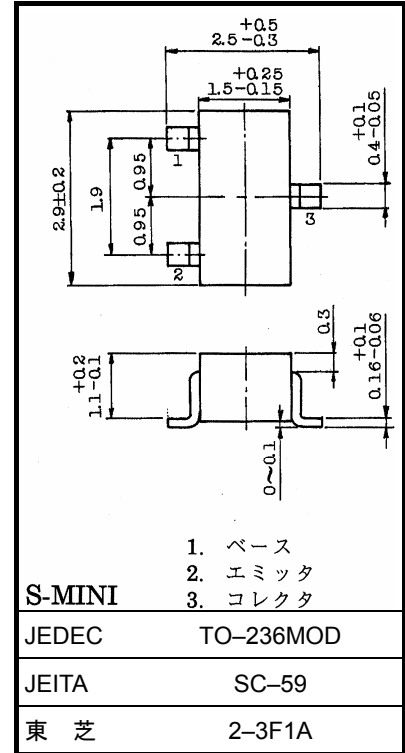 +0.5
2.5-0.3
+0.25
1.5-0.15
2.9±0.2
1.9
0.95
0.95
+0.1
0.4-0.05
1
2
3
+0.2
1.1-0.1
0.3
+0.1
0.16-0.06
0~0.1
1. ベース
2. エミッタ
3. コレクタ
S-MINI
JEDEC TO–236MOD
JEITA SC–59
東 芝 2–3F1A